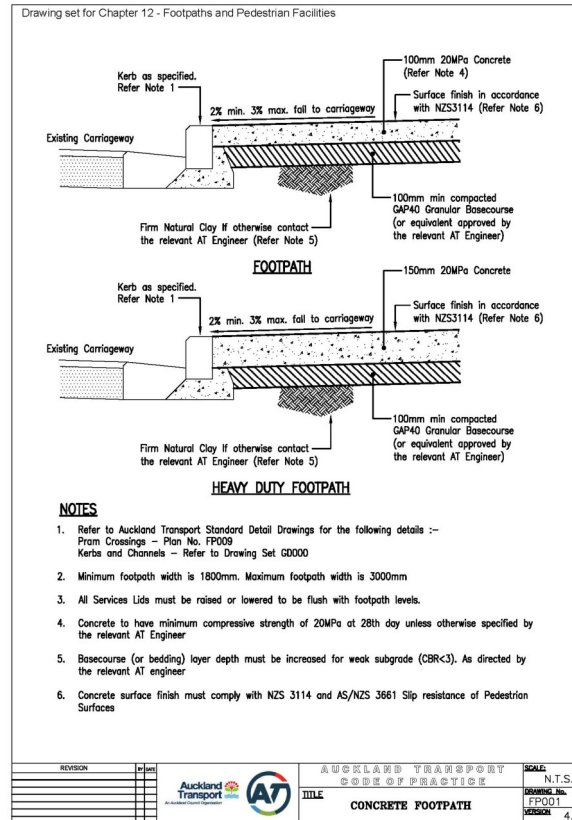 Drawing set for Chapter 12 - Footpaths and Pedestrian Facilities
Kerb as specified.
Refer Note 1
2% min. 3% max. fall to carriageway
100mm 20MPa Concrete
(Refer Note 4)
Surface finish in accordance
with NZS3114 (Refer Note 6)
Existing Carriageway
Firm Natural Clay If otherwise contact
the relevant AT Engineer (Refer Note 5)
100mm min compacted
GAP40 Granular Basecourse
(or equivalent approved by
the relevant AT Engineer)
FOOTPATH
Kerb as specified.
Refer Note 1
2% min. 3% max. fall to carriageway
150mm 20MPa Concrete
Surface finish in accordance
with NZS3114 (Refer Note 6)
Existing Carriageway
Firm Natural Clay If otherwise contact
the relevant AT Engineer (Refer Note 5)
100mm min compacted
GAP40 Granular Basecourse
(or equivalent approved by
the relevant AT Engineer)
HEAVY DUTY FOOTPATH
NOTES
1. Refer to Auckland Transport Standard Detail Drawings for the following details :-
Pram Crossings - Plan No. FP009
Kerbs and Channels - Refer to Drawing Set GD000
2. Minimum footpath width is 1800mm. Maximum footpath width is 3000mm
3. All Services Lids must be raised or lowered to be flush with footpath levels.
4. Concrete to have minimum compressive strength of 20MPa at 28th day unless otherwise specified by
the relevant AT Engineer
5. Basecourse (or bedding) layer depth must be increased for weak subgrade (CBR<3). As directed by
the relevant AT engineer
6. Concrete surface finish must comply with NZS 3114 and AS/NZS 3661 Slip resistance of Pedestrian
Surfaces
REVISION BY DATE
Auckland
Transport
An Auckland Council Organisation
AT
AUCKLAND TRANSPORT
CODE OF PRACTICE
TITLE
CONCRETE FOOTPATH
SCALE:
N.T.S.
DRAWING No.
FP001
VERSION 4.